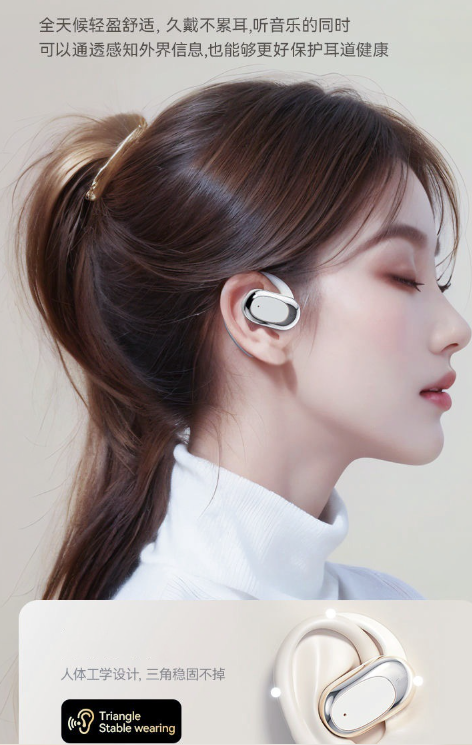 全天候轻盈舒适, 久戴不累耳,听音乐的同时
可以通透感知外界信息,也能够更好保护耳道健康
人体工学设计, 三角稳固不掉
Triangle
Stable wearing